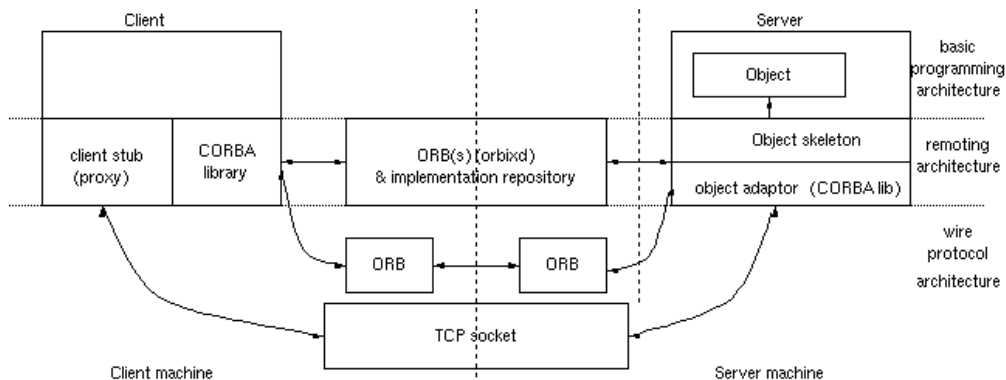 Client
Server
basic
programming
architecture
Object
client stub
(proxy)
CORBA
library
ORB(s) (orbixd)
& implementation repository
Object skeleton
object adaptor (CORBA lib)
remoting
architecture
ORB
ORB
wire
protocol
architecture
TCP socket
Client machine
Server machine